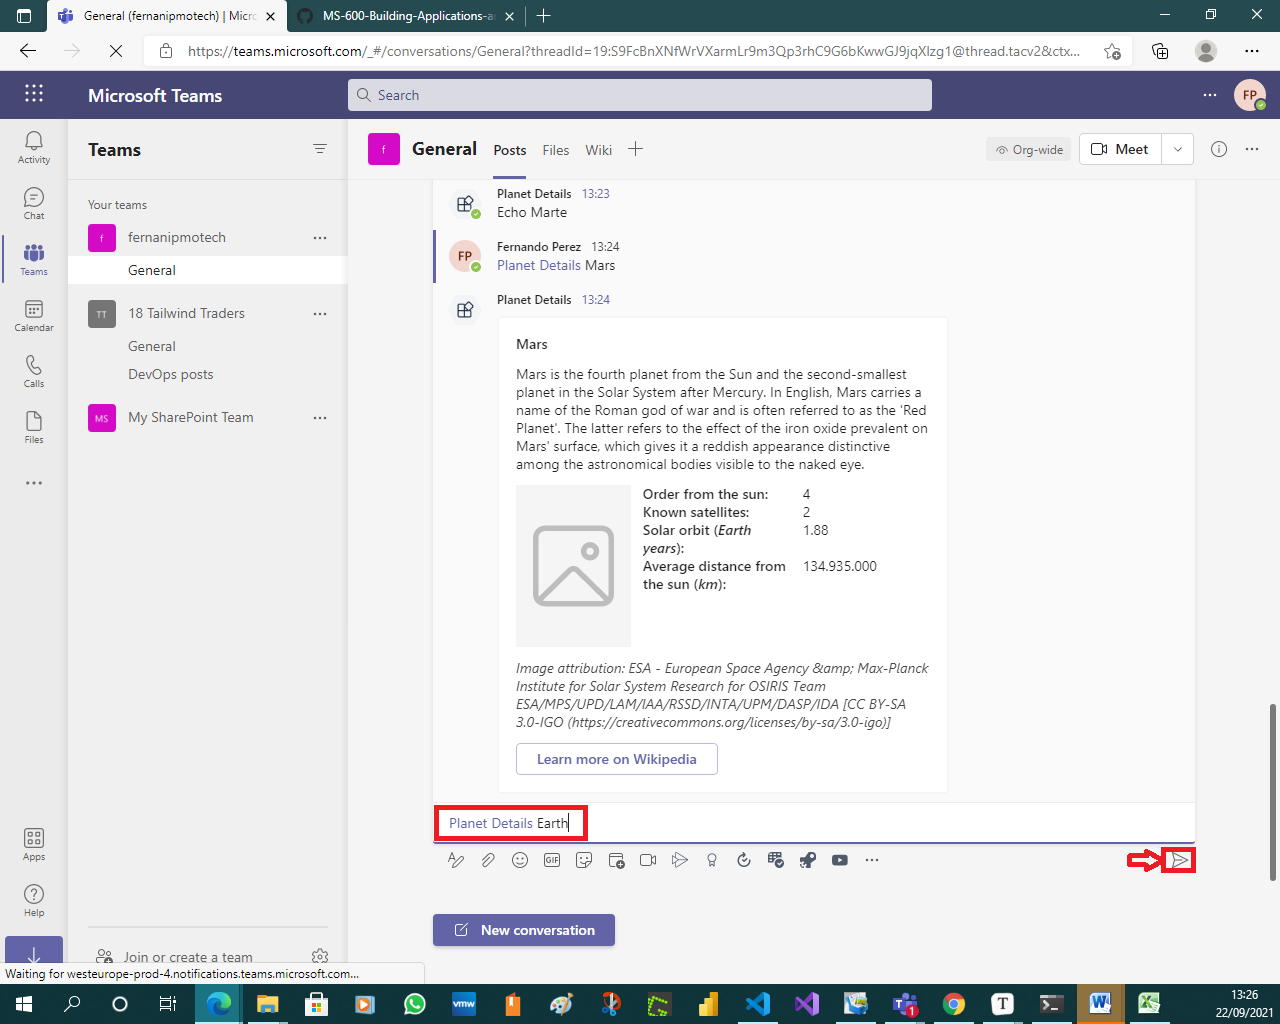 General (fernanipmotech) | Micro
MS-600-Building-Applications-a
https://teams.microsoft.com/_#/conversations/General?threadId=19:S9FcBnXNfWrVXarmLr9m3Qp3rhC9G6bKwwGJ9jqXlzg1@thread.tacv2&ctx...
Microsoft Teams
Search
FP
Activity
Chat
Teams
Calendar
Calls
Files
Apps
Help
Teams
Your teams
f
fernanipmotech
General
TT
18 Tailwind Traders
General
DevOps posts
MS
My SharePoint Team
Join or create a team
f
General
Posts
Files
Wiki
Org-wide
Meet
Planet Details 13:23
Echo Marte
FP
Fernando Perez 13:24
Planet Details Mars
Planet Details 13:24
Mars
Mars is the fourth planet from the Sun and the second-smallest
planet in the Solar System after Mercury. In English, Mars carries a
name of the Roman god of war and is often referred to as the 'Red
Planet'. The latter refers to the effect of the iron oxide prevalent on
Mars' surface, which gives it a reddish appearance distinctive
among the astronomical bodies visible to the naked eye.
Order from the sun: 4
Known satellites: 2
Solar orbit (Earth 1.88
years):
Average distance from 134.935.000
the sun (km):
Image attribution: ESA - European Space Agency &amp; Max-Planck
Institute for Solar System Research for OSIRIS Team
ESA/MPS/UPD/LAM/IAA/RSSD/INTA/UPM/DASP/IDA [CC BY-SA
3.0-IGO (https://creativecommons.org/licenses/by-sa/3.0-igo)]
Learn more on Wikipedia
Planet Details Earth
GIF
New conversation
Waiting for westeurope-prod-4.notifications.teams.microsoft.com...
vmw
T
1
13:26
22/09/2021